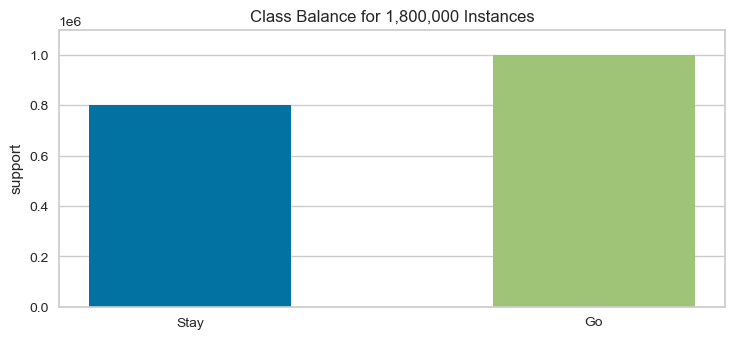 Class Balance for 1,800,000 Instances
1e6
1.0
0.8
0.6
0.4
0.2
0.0
support
Stay
Go